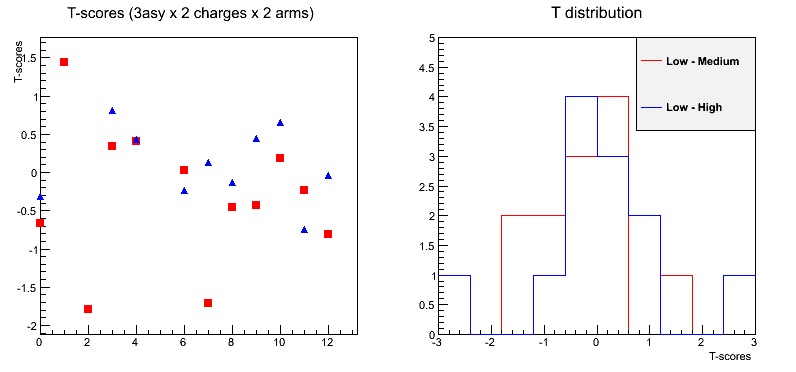 T-scores (3asy x 2 charges x 2 arms)
T-scores
1.5
1
0.5
0
-0.5
-1
-1.5
-2
0 2 4 6 8 10 12
T distribution
5
4.5
4
3.5
3
2.5
2
1.5
1
0.5
0
Low - Medium
Low - High
-3 -2 -1 0 1 2 3
T-scores